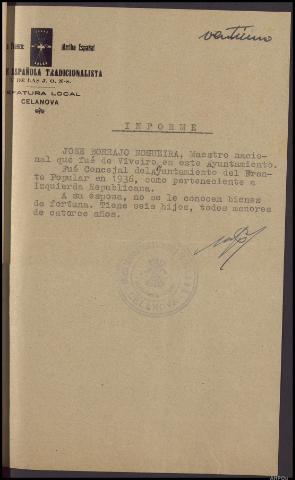 ¡Arriba España!
ESPAÑOLA TRADICIONALISTA
DE LAS J. O. N-S.
JEFATURA LOCAL
CELANOVA
INFORME
JOSE BORRAJO NOGUEIRA, Maestro nacio-
nal que fué de Viveiro en este Ayuntamiento.
Fué Concejal del Ayuntamiento del Fren-
te Popular en 1936, como perteneciente a
Izquierda Republicana.
A su esposa, no se le conocen bienes
de fortuna. Tiene seis hijos, todos menores
de catorce años.
CELANOVA